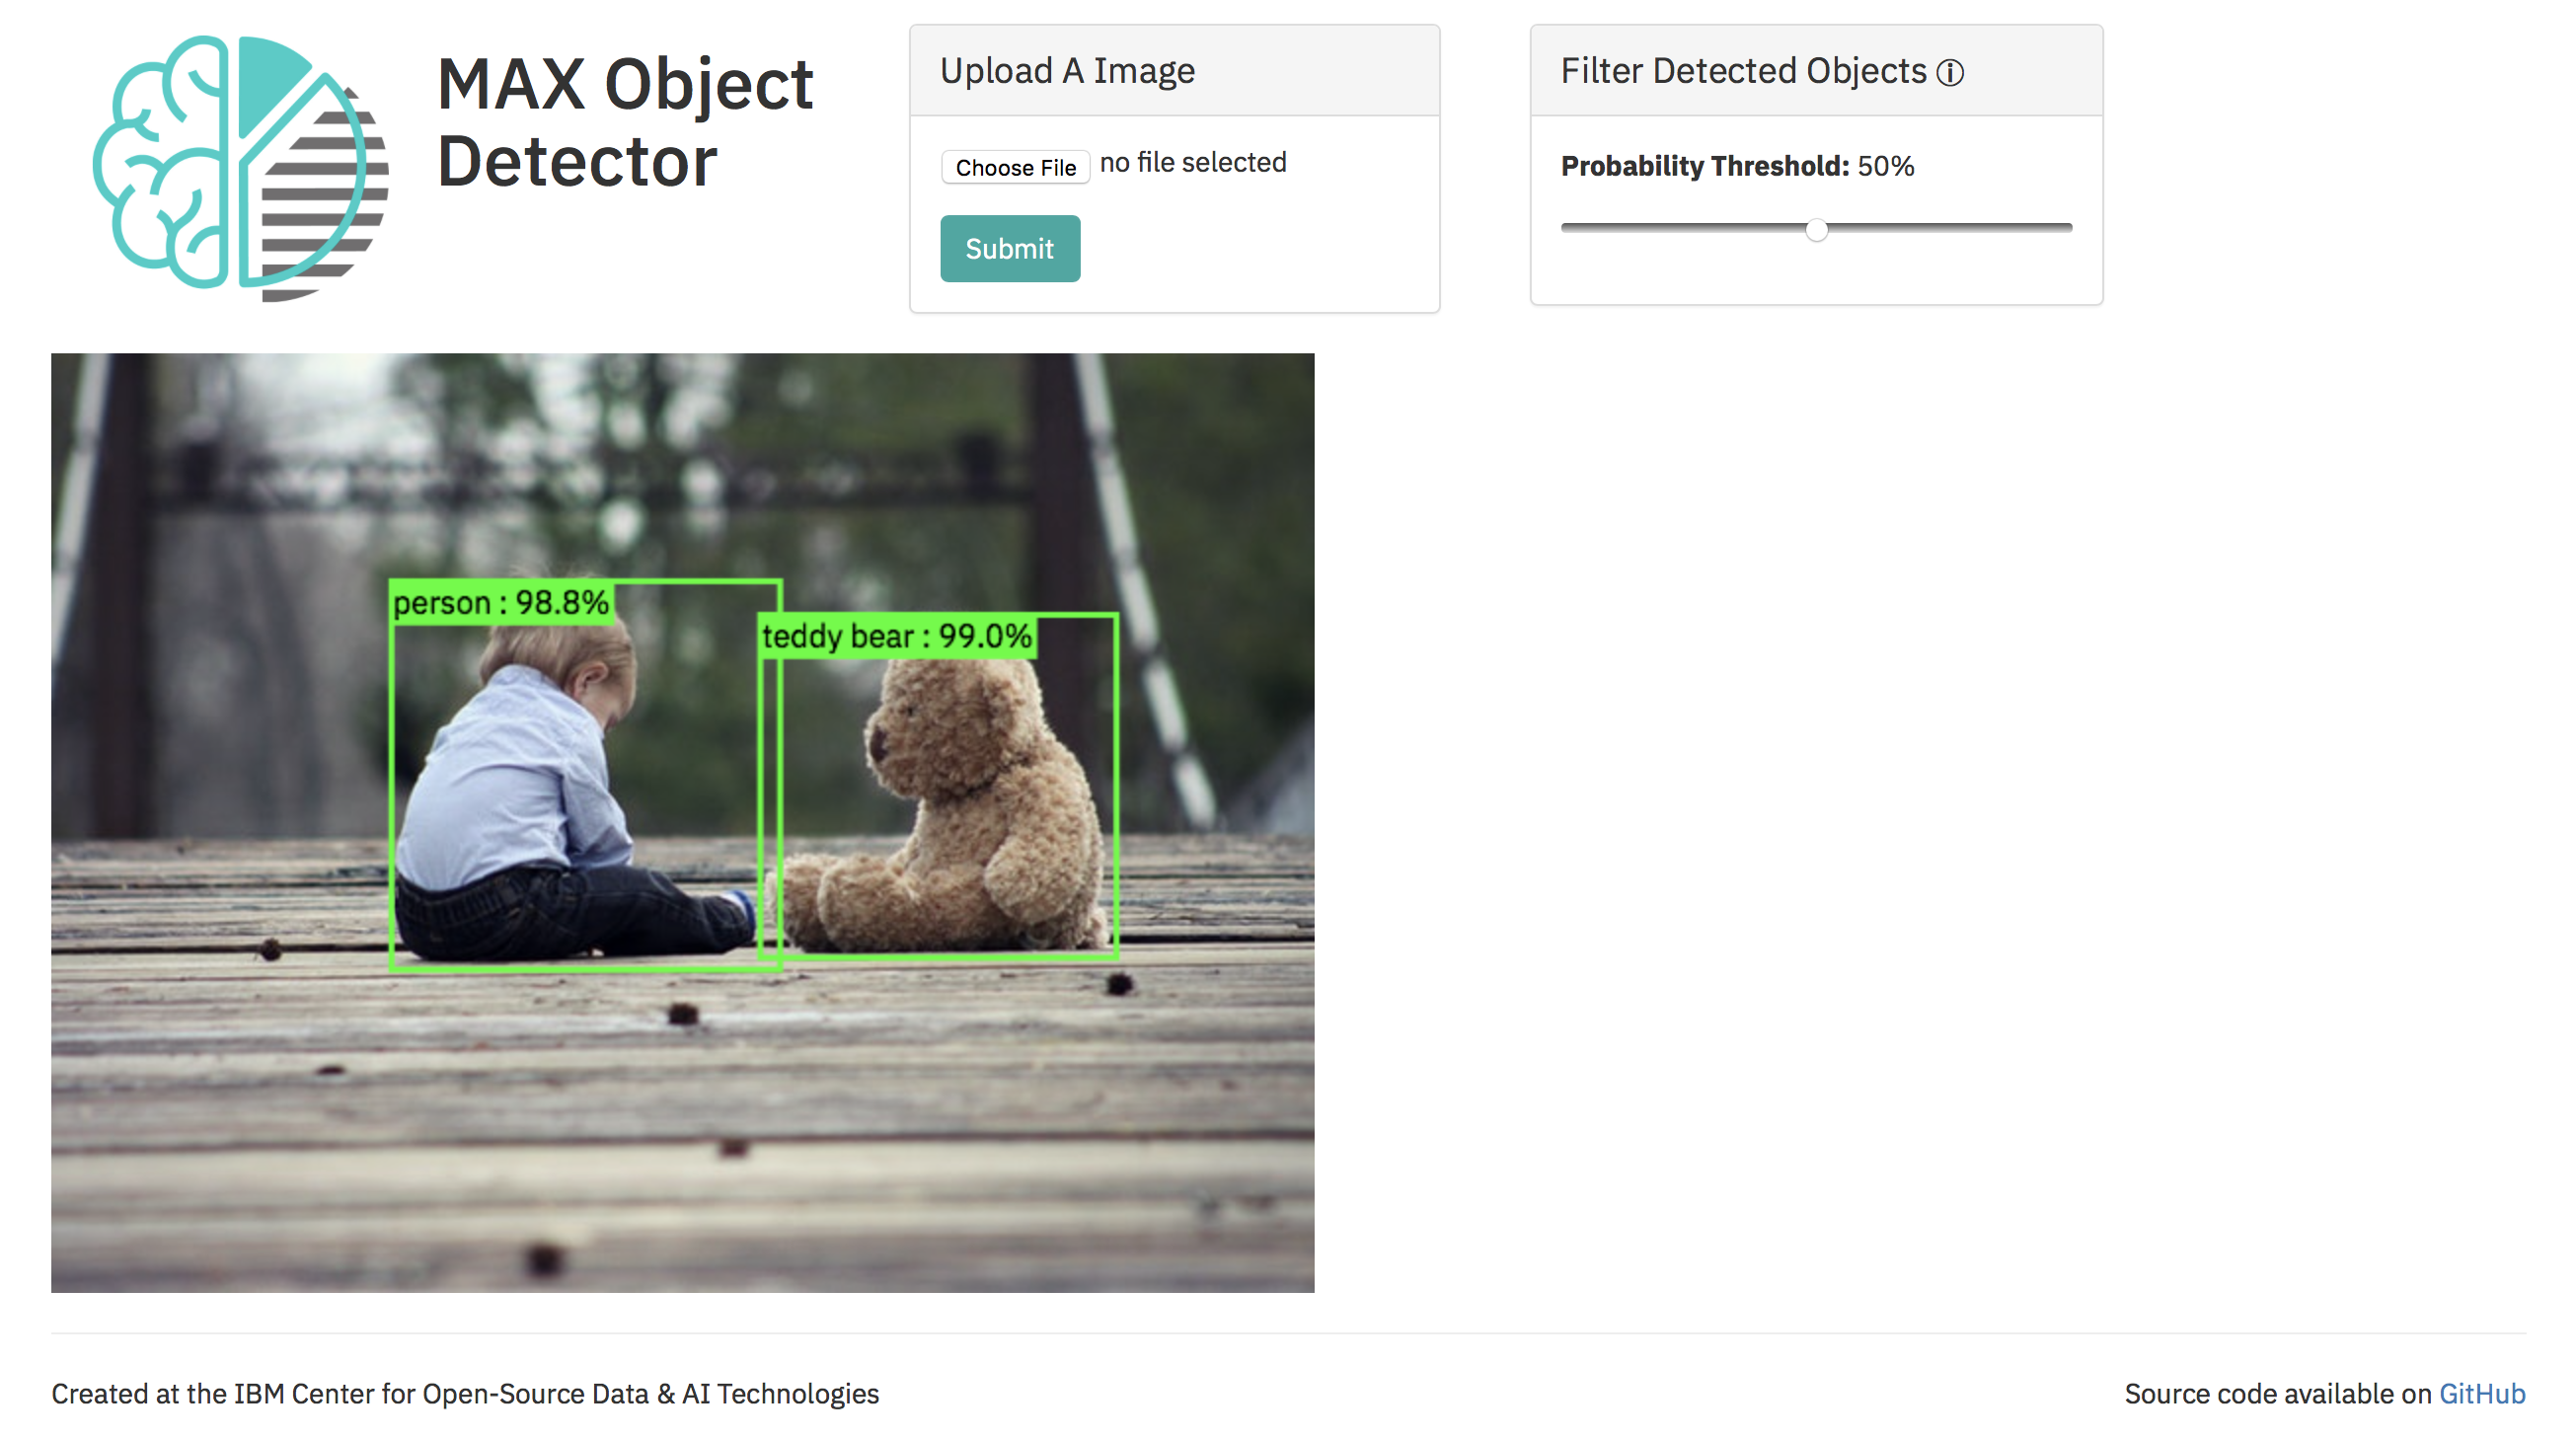 MAX Object
Detector
Upload A Image
Choose File no file selected
Submit
Filter Detected Objects ⓘ
Probability Threshold: 50%
person : 98.8%
teddy bear : 99.0%
Created at the IBM Center for Open-Source Data & AI Technologies
Source code available on GitHub